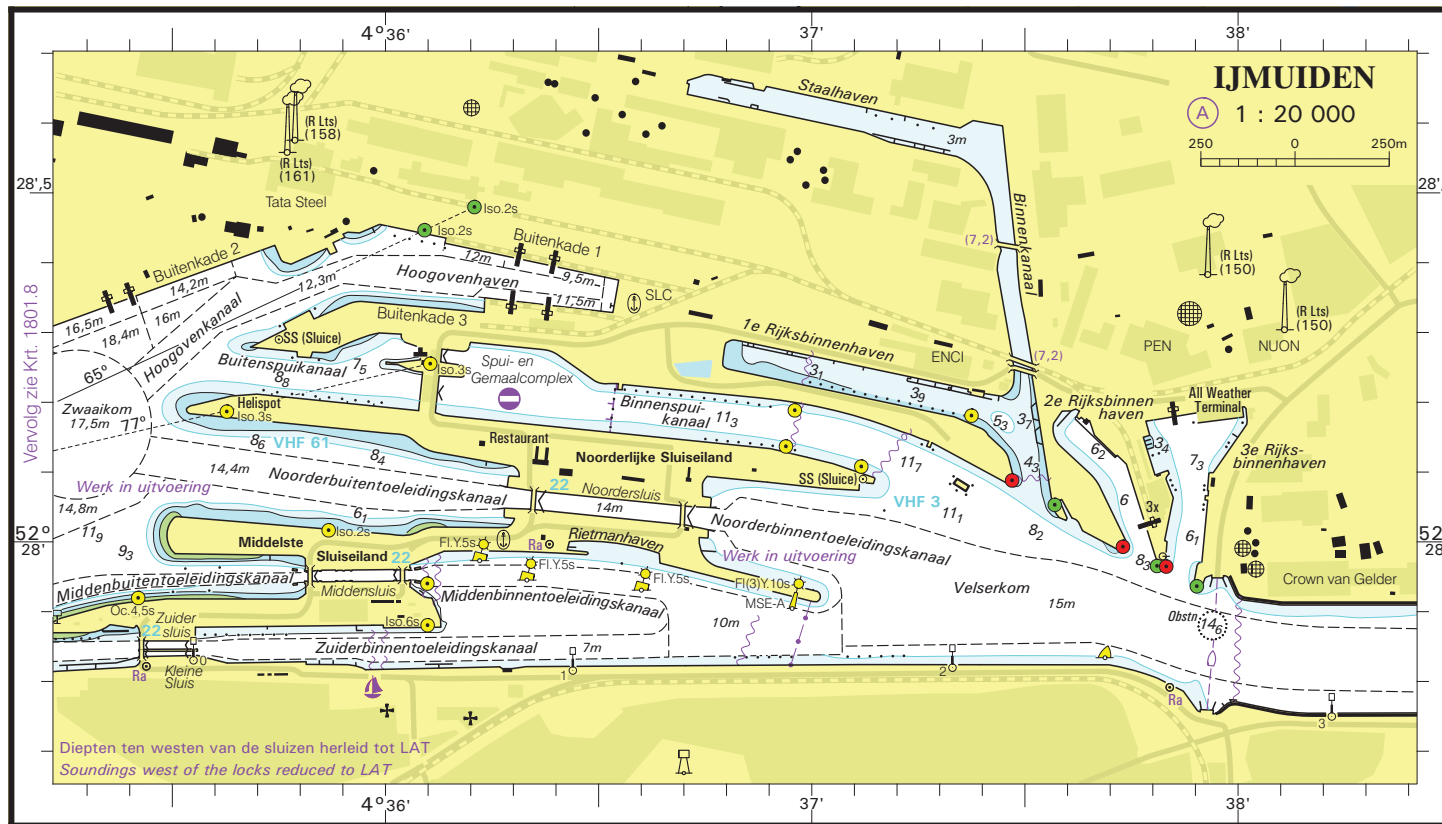 4° 36'
37'
38'
IJMUIDEN
A 1 : 20 000
250 0 250m
Staalhaven
3m
(R Lts)
(158)
(R Lts)
(161)
Tata Steel
28',5
28',
Iso.2s
Iso.2s
Binnenkanaal
(7,2)
Buitenkade 1
Buitenkade 2
12m
9,5m
11,5m
Hoogovenhaven
SLC
14,2m
16m
12,3m
16,5m
18,4m
Hoogovenkanaal
Buitenkade 3
(R Lts)
(150)
(R Lts)
(150)
PEN
NUON
Vervolg zie Krt. 1801.8
SS (Sluice)
1e Rijksbinnenhaven
ENCI
(7,2)
65°
Buitenspuikanaal
7₅
8₈
Iso.3s
Spui- en
Gemaalcomplex
3₁
3₉
5₃
3₇
4₃
2e Rijksbinnen
haven
6₂
All Weather
Terminal
3₄
7₃
3e Rijks-
binnenhaven
Zwaaikom
17,5m
77°
Helispot
Iso.3s
Binnenspui-
kanaal
11₃
8₆
VHF 61
8₄
Restaurant
Noorderlijke Sluiseiland
SS (Sluice)
11₇
VHF 3
14,4m
Noorderbuitentoeleidingskanaal
22
Noordersluis
14m
11₁
6
3x
Werk in uitvoering
14,8m
11₉
6₁
Iso.2s
8₂
8₃
6₁
52°
28'
28'
9₃
Middelste
Sluiseiland
22
Fl.Y.5s
Ra
Rietmanhaven
Noorderbinnentoeleidingskanaal
Werk in uitvoering
Velserkom
15m
Crown van Gelder
Middenbuitentoeleidingskanaal
Middensluis
Fl.Y.5s
Fl.Y.5s
Fl(3)Y.10s
MSE-A
Middenbinnentoeleidingskanaal
10m
Oc.4,5s
Zuider
sluis
22
Iso.6s
Obstn
14₆
Zuiderbinnentoeleidingskanaal
7m
0
1
2
3
Ra
Kleine
Sluis
Ra
Diepten ten westen van de sluizen herleid tot LAT
Soundings west of the locks reduced to LAT
4° 36'
37'
38'